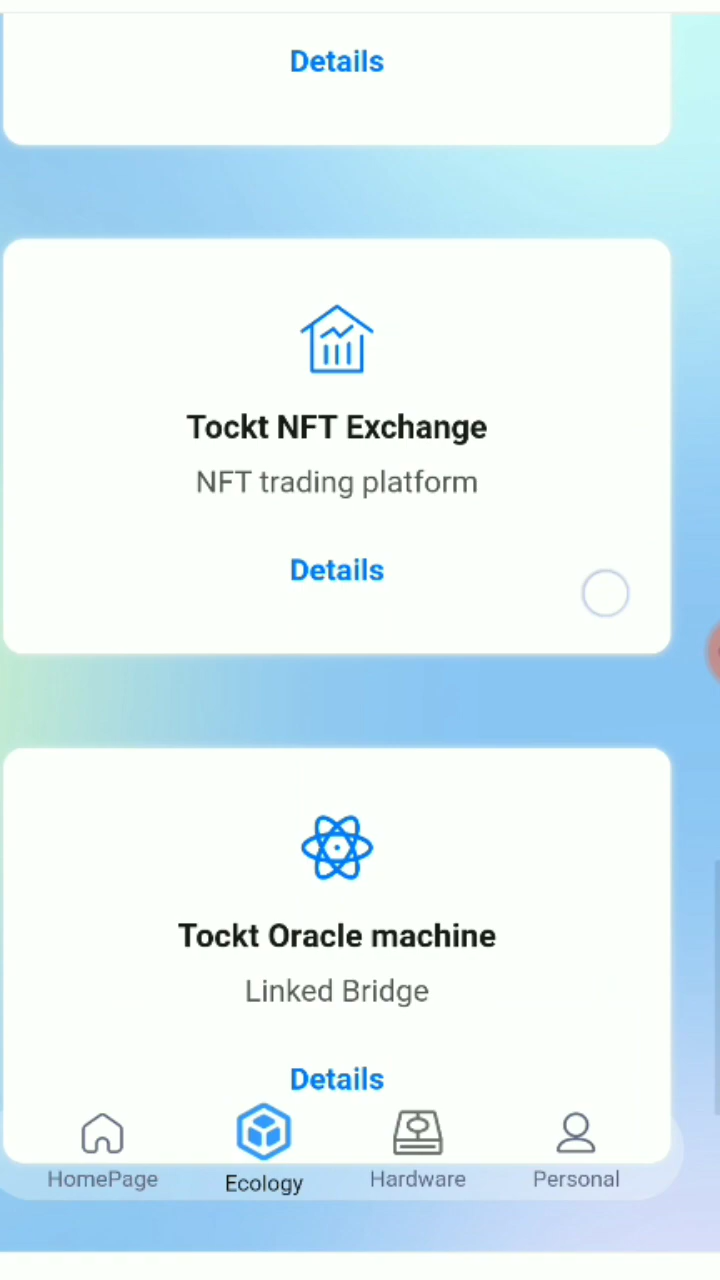 Details
Tockt NFT Exchange
NFT trading platform
Details
Tockt Oracle machine
Linked Bridge
Details
HomePage
Ecology
Hardware
Personal